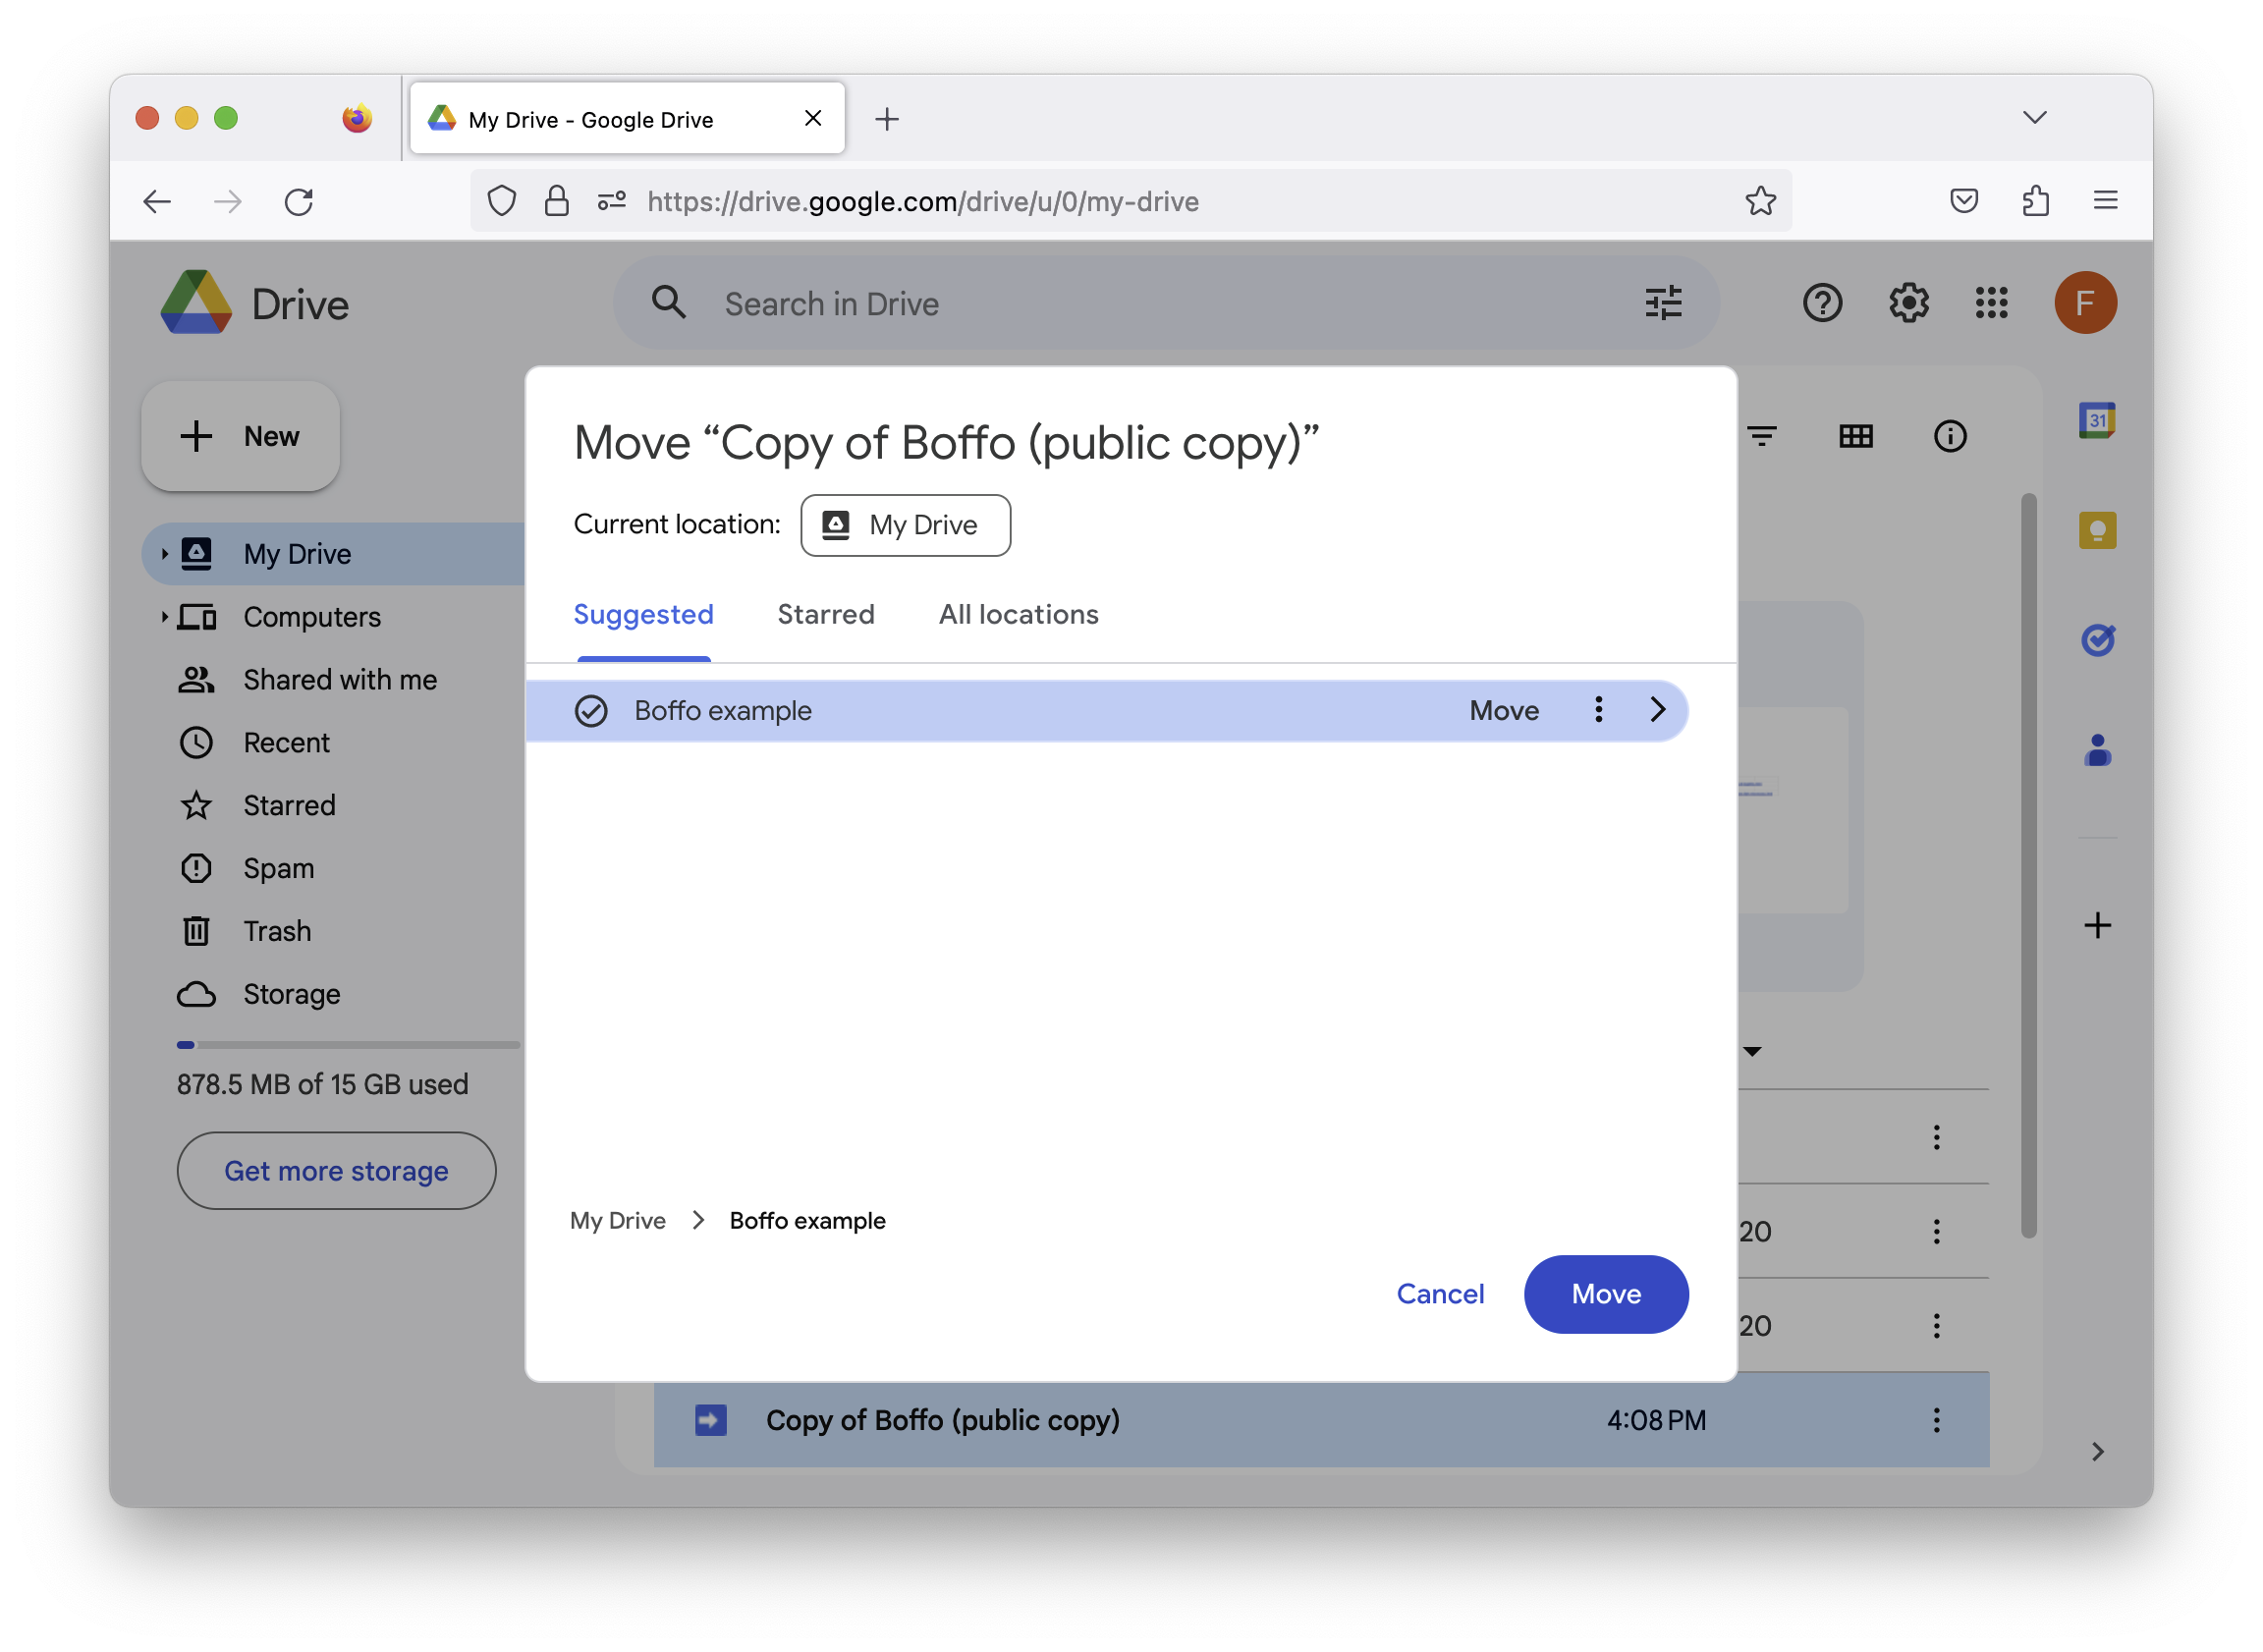 My Drive - Google Drive
https://drive.google.com/drive/u/0/my-drive
Drive
Search in Drive
F
New
My Drive
Computers
Shared with me
Recent
Starred
Spam
Trash
Storage
878.5 MB of 15 GB used
Get more storage
Move “Copy of Boffo (public copy)”
Current location: My Drive
Suggested Starred All locations
Boffo example Move
My Drive Boffo example
Cancel Move
31
20
20
Copy of Boffo (public copy) 4:08 PM